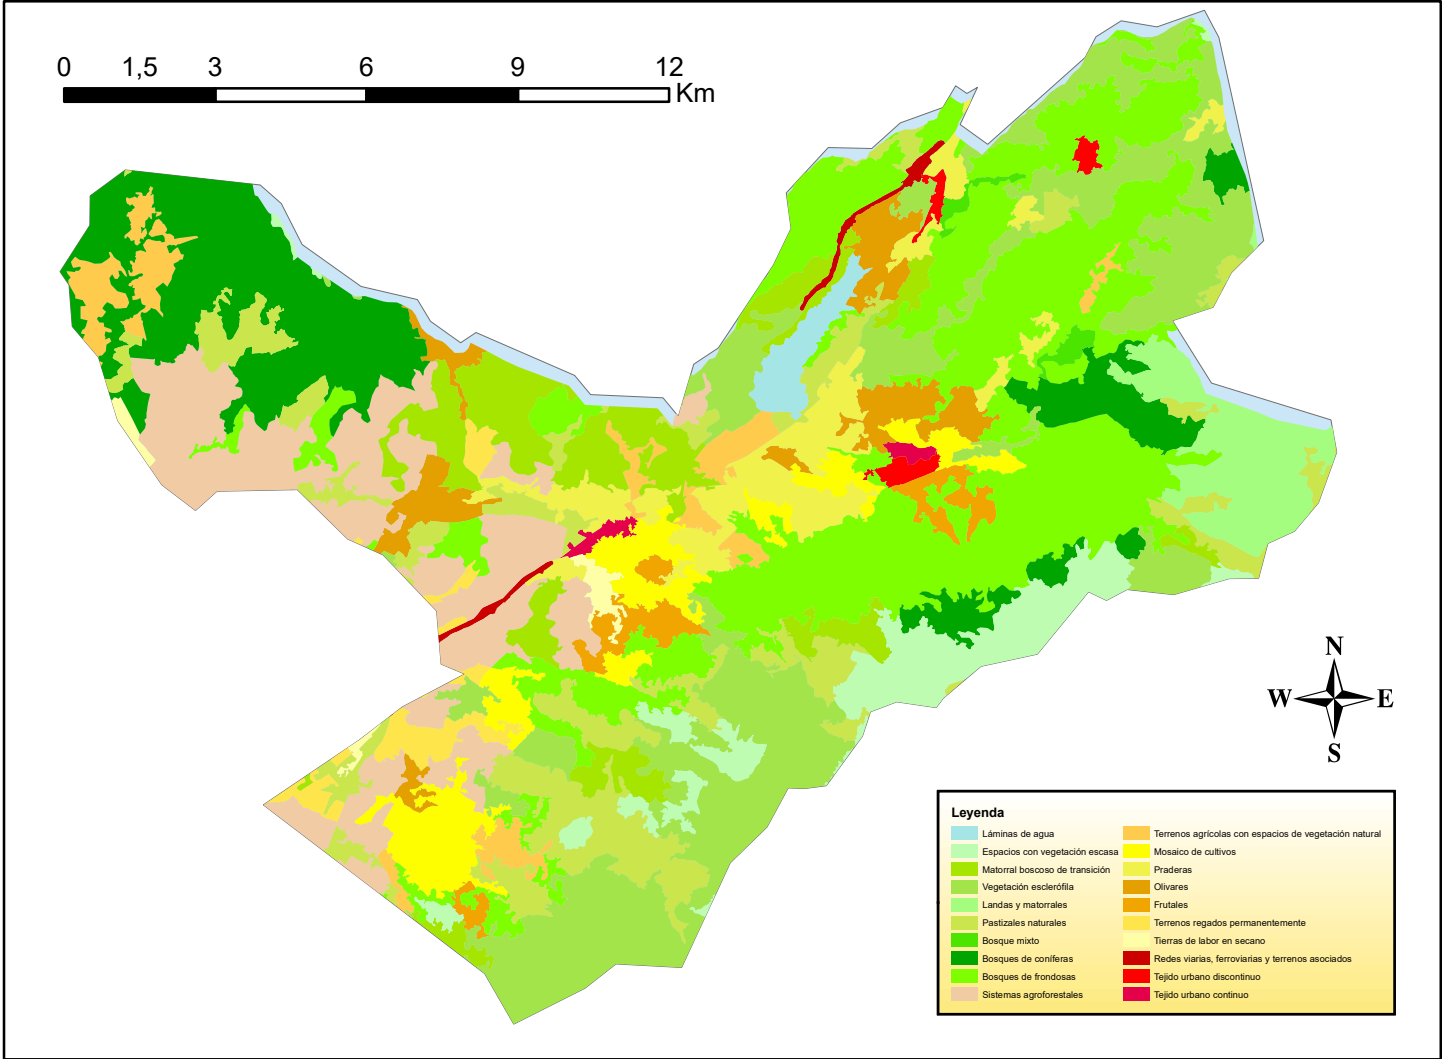 0 1,5 3 6 9 12
Km
N
W E
S
Leyenda
Láminas de agua
Espacios con vegetación escasa
Matorral boscoso de transición
Vegetación esclerófila
Landas y matorrales
Pastizales naturales
Bosque mixto
Bosques de coníferas
Bosques de frondosas
Sistemas agroforestales
Terrenos agrícolas con espacios de vegetación natural
Mosaico de cultivos
Praderas
Olivares
Frutales
Terrenos regados permanentemente
Tierras de labor en secano
Redes viarias, ferroviarias y terrenos asociados
Tejido urbano discontinuo
Tejido urbano continuo